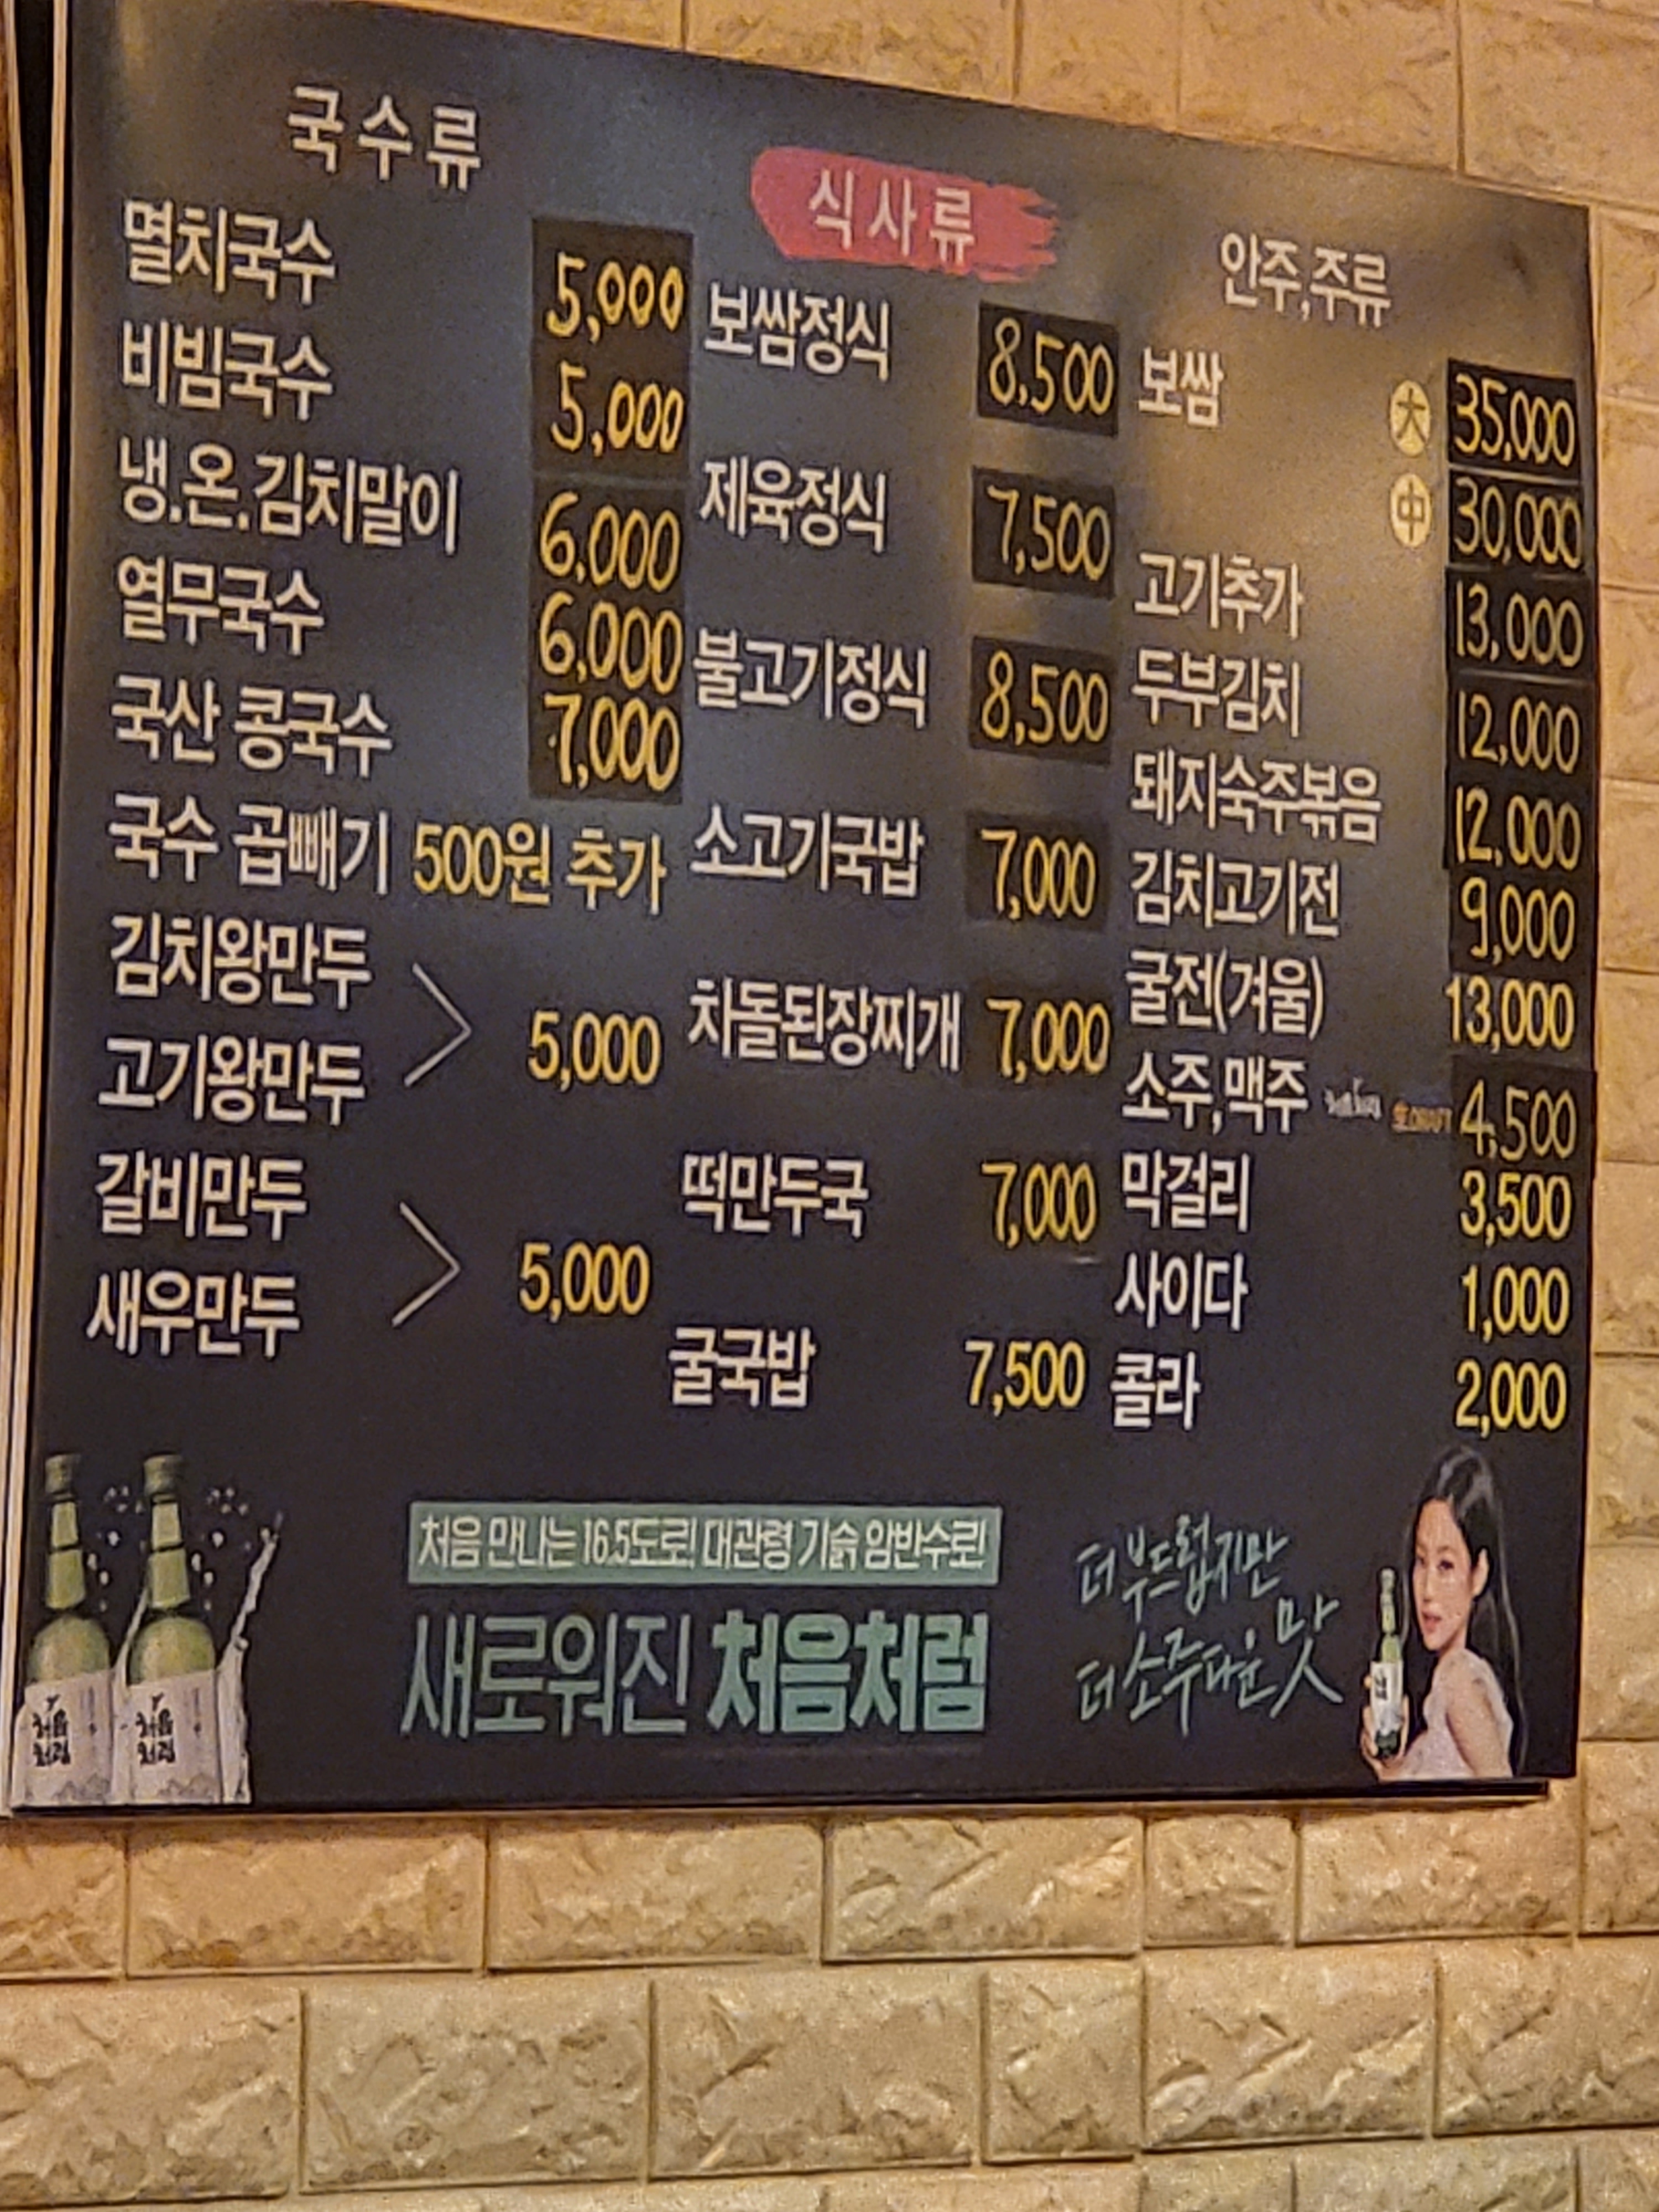 국수류
멸치국수 5,000
비빔국수 5,000
냉.온.김치말이 6,000
열무국수 6,000
국산 콩국수 7,000
국수 곱빼기 500원 추가
김치왕만두
고기왕만두
5,000
갈비만두
새우만두
5,000
식사류
보쌈정식 8,500
제육정식 7,500
불고기정식 8,500
소고기국밥 7,000
차돌된장찌개 7,000
떡만두국 7,000
굴국밥 7,500
안주,주류
보쌈 大 35,000
中 30,000
고기추가 13,000
두부김치 12,000
돼지숙주볶음 12,000
김치고기전 9,000
굴전(겨울) 13,000
소주,맥주 4,500
막걸리 3,500
사이다 1,000
콜라 2,000
처음
처럼
처음
처럼
처음 만나는 16.5도로! 대관령 기슭 암반수로!
새로워진 처음처럼
더 부드럽지만
더 소주다운 맛